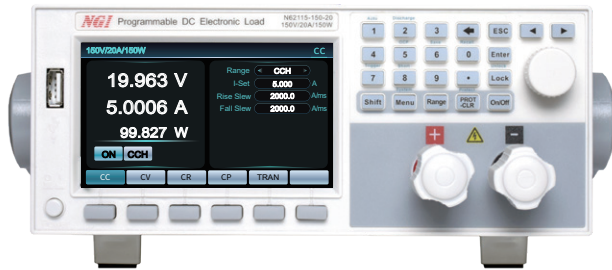 NGI Programmable DC Electronic Load
N62115-150-20
150V/20A/150W
150V/20A/150W CC
19.963 V
5.0006 A
99.827 W
ON CCH
Range CCH
I-Set 5.000 A
Rise Slew 2000.0 A/ms
Fall Slew 2000.0 A/ms
CC CV CR CP TRAN
1 2 3 ESC
4 5 6 0 Enter
7 8 9 • Lock
Shift Menu Range PROT-CLR On/Off
+ -